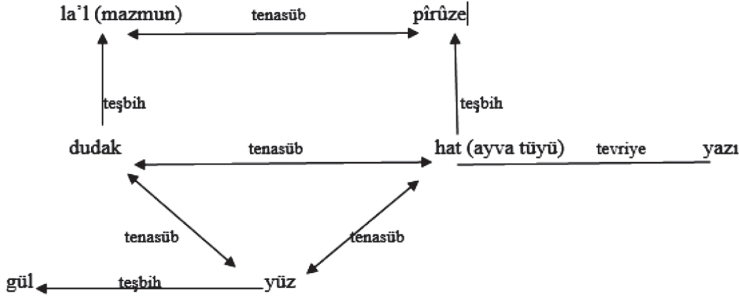 la'l (mazmun) tenasüb pîrûze
teşbih teşbih
dudak tenasüb hat (ayva tüyü) tevriye yazı
tenasüb tenasüb
gül teşbih yüz